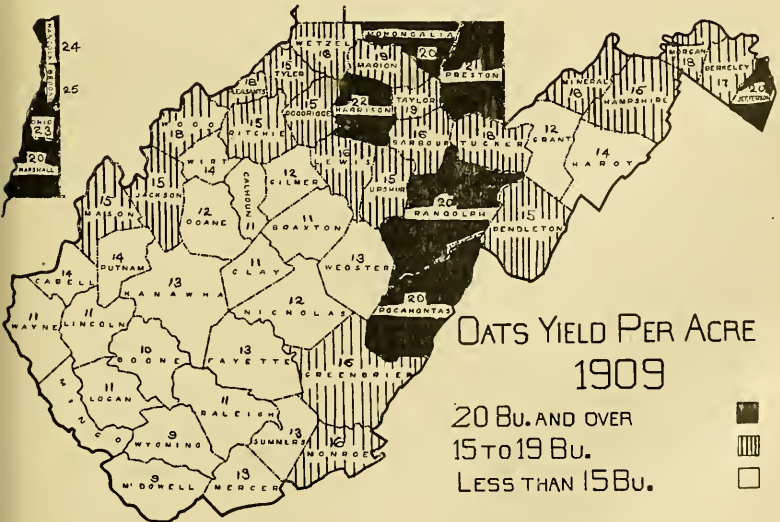 24
25
OHIO
23
20
MARSHALL
WETZEL
18
MONONGALIA
20
19
MARION
21
PRESTON
15
TYLER
18
PLEASANTS
15
RITCHIE
15
DODDRIDGE
22
HARRISON
TAYLOR
19
16
BARBOUR
18
TUCKER
MINERAL
18
16
HAMPSHIRE
MORGAN
18
BERKELEY
17
20
JEFFERSON
12
GRANT
14
HARDY
WOOD
18
WIRT
14
15
JACKSON
15
MASON
12
ROANE
CALHOUN
11
12
GILMER
LEWIS
16
15
UPSHUR
20
RANDOLPH
15
PENDLETON
11
BRAXTON
13
WEBSTER
20
POCAHONTAS
14
PUTNAM
14
CABELL
13
KANAWHA
11
CLAY
12
NICHOLAS
11
WAYNE
11
LINCOLN
10
BOONE
13
FAYETTE
16
GREENBRIER
11
LOGAN
11
RALEIGH
13
SUMMERS
16
MONROE
9
WYOMING
9
McDOWELL
13
MERCER
OATS YIELD PER ACRE
1909
20 BU. AND OVER
15 TO 19 BU.
LESS THAN 15 BU.